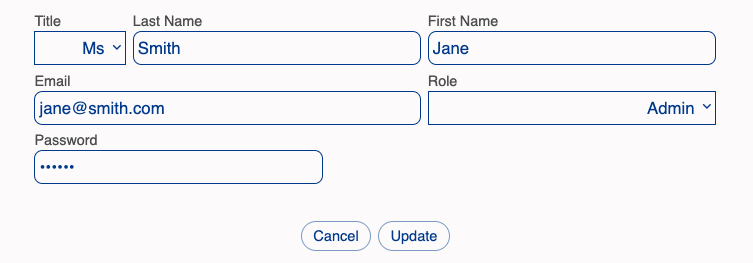 Title Last Name First Name
Ms Smith Jane
Email Role
jane@smith.com Admin
Password
••••••
Cancel Update